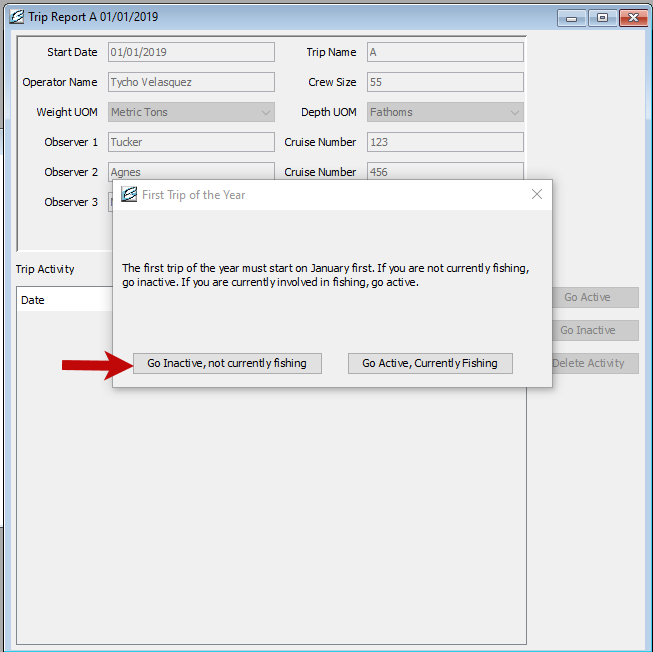 Trip Report A 01/01/2019
Start Date 01/01/2019 Trip Name A
Operator Name Tycho Velasquez Crew Size 55
Weight UOM Metric Tons Depth UOM Fathoms
Observer 1 Tucker Cruise Number 123
Observer 2 Agnes Cruise Number 456
Observer 3
First Trip of the Year
The first trip of the year must start on January first. If you are not currently fishing,
go inactive. If you are currently involved in fishing, go active.
Go Inactive, not currently fishing Go Active, Currently Fishing
Trip Activity
Date
Go Active
Go Inactive
Delete Activity